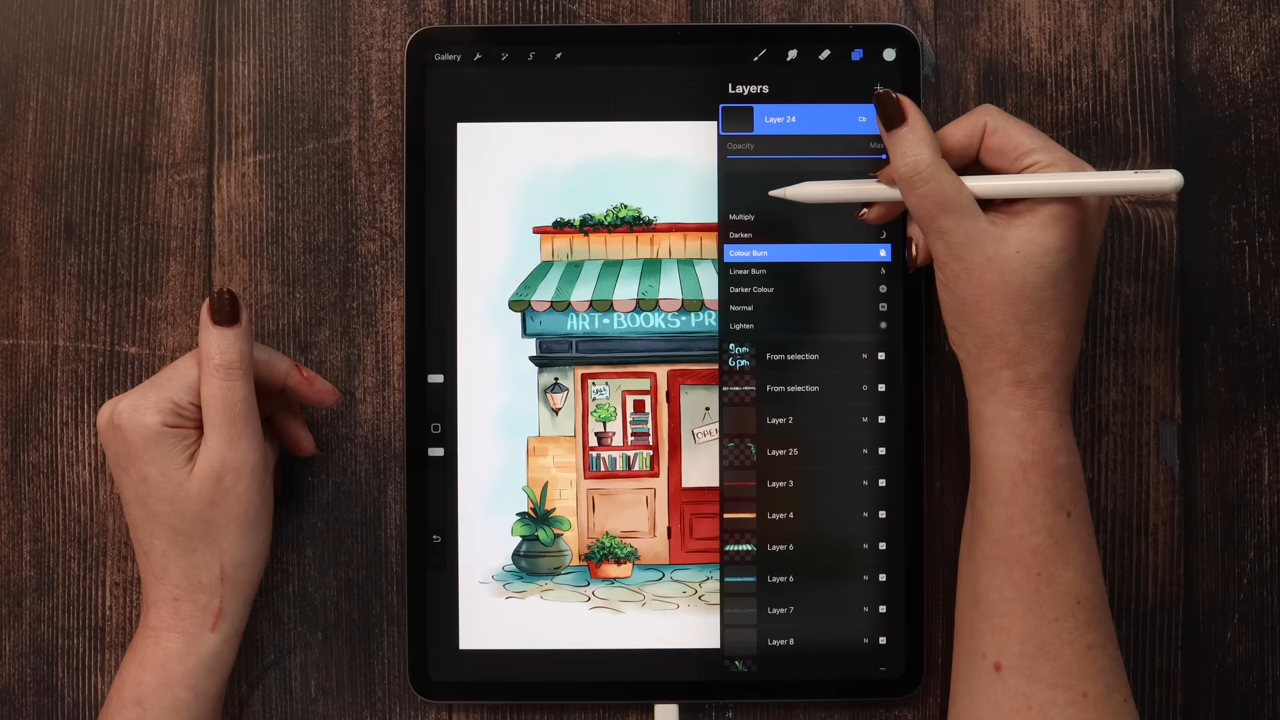 Gallery
Layers
Layer 24 Cb
Opacity Max
Multiply
Darken
Colour Burn
Linear Burn
Darker Colour
Normal
Lighten
9am
6pm
From selection N
From selection O
Layer 2 M
Layer 25 N
Layer 3 N
Layer 4 N
Layer 6 N
Layer 6 N
Layer 7 N
Layer 8 N
ART•BOOKS•PR
SALE
OPEN